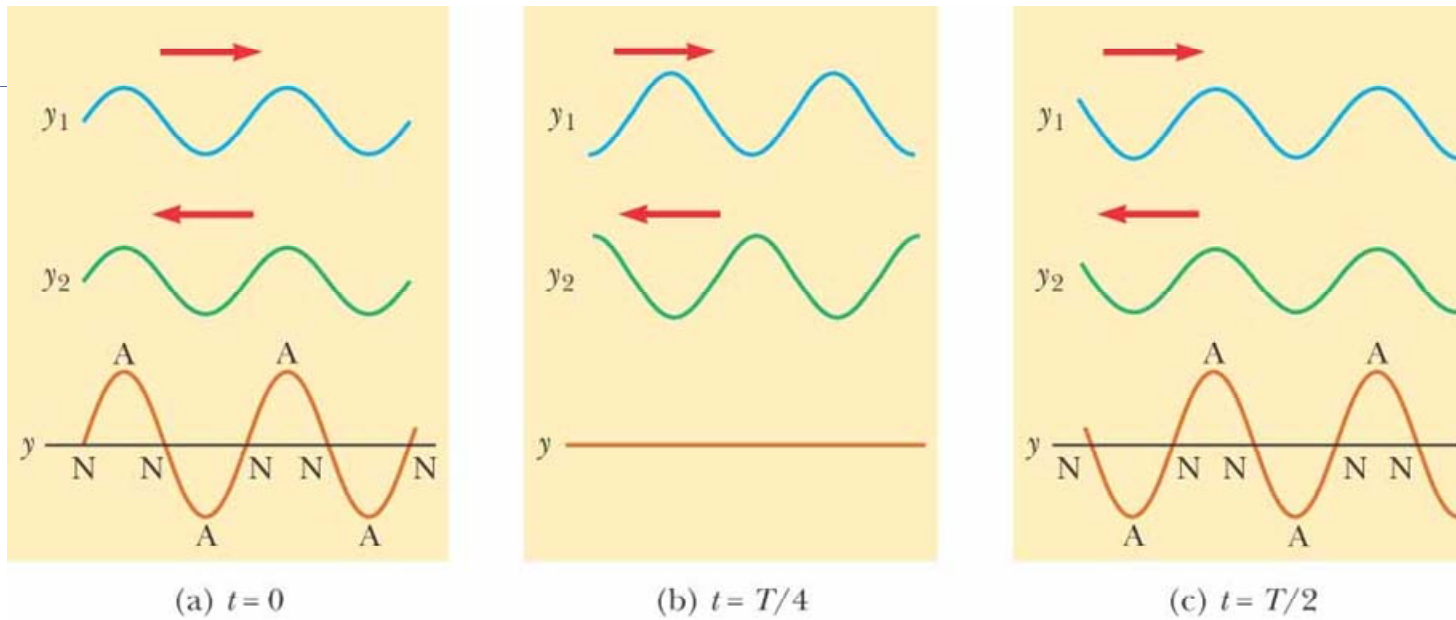 y₁
y₂
A A
y
N N N N N
A A
(a) t = 0
y₁
y₂
y
(b) t = T/4
y₁
y₂
A A
y
N N N N N
A A
(c) t = T/2